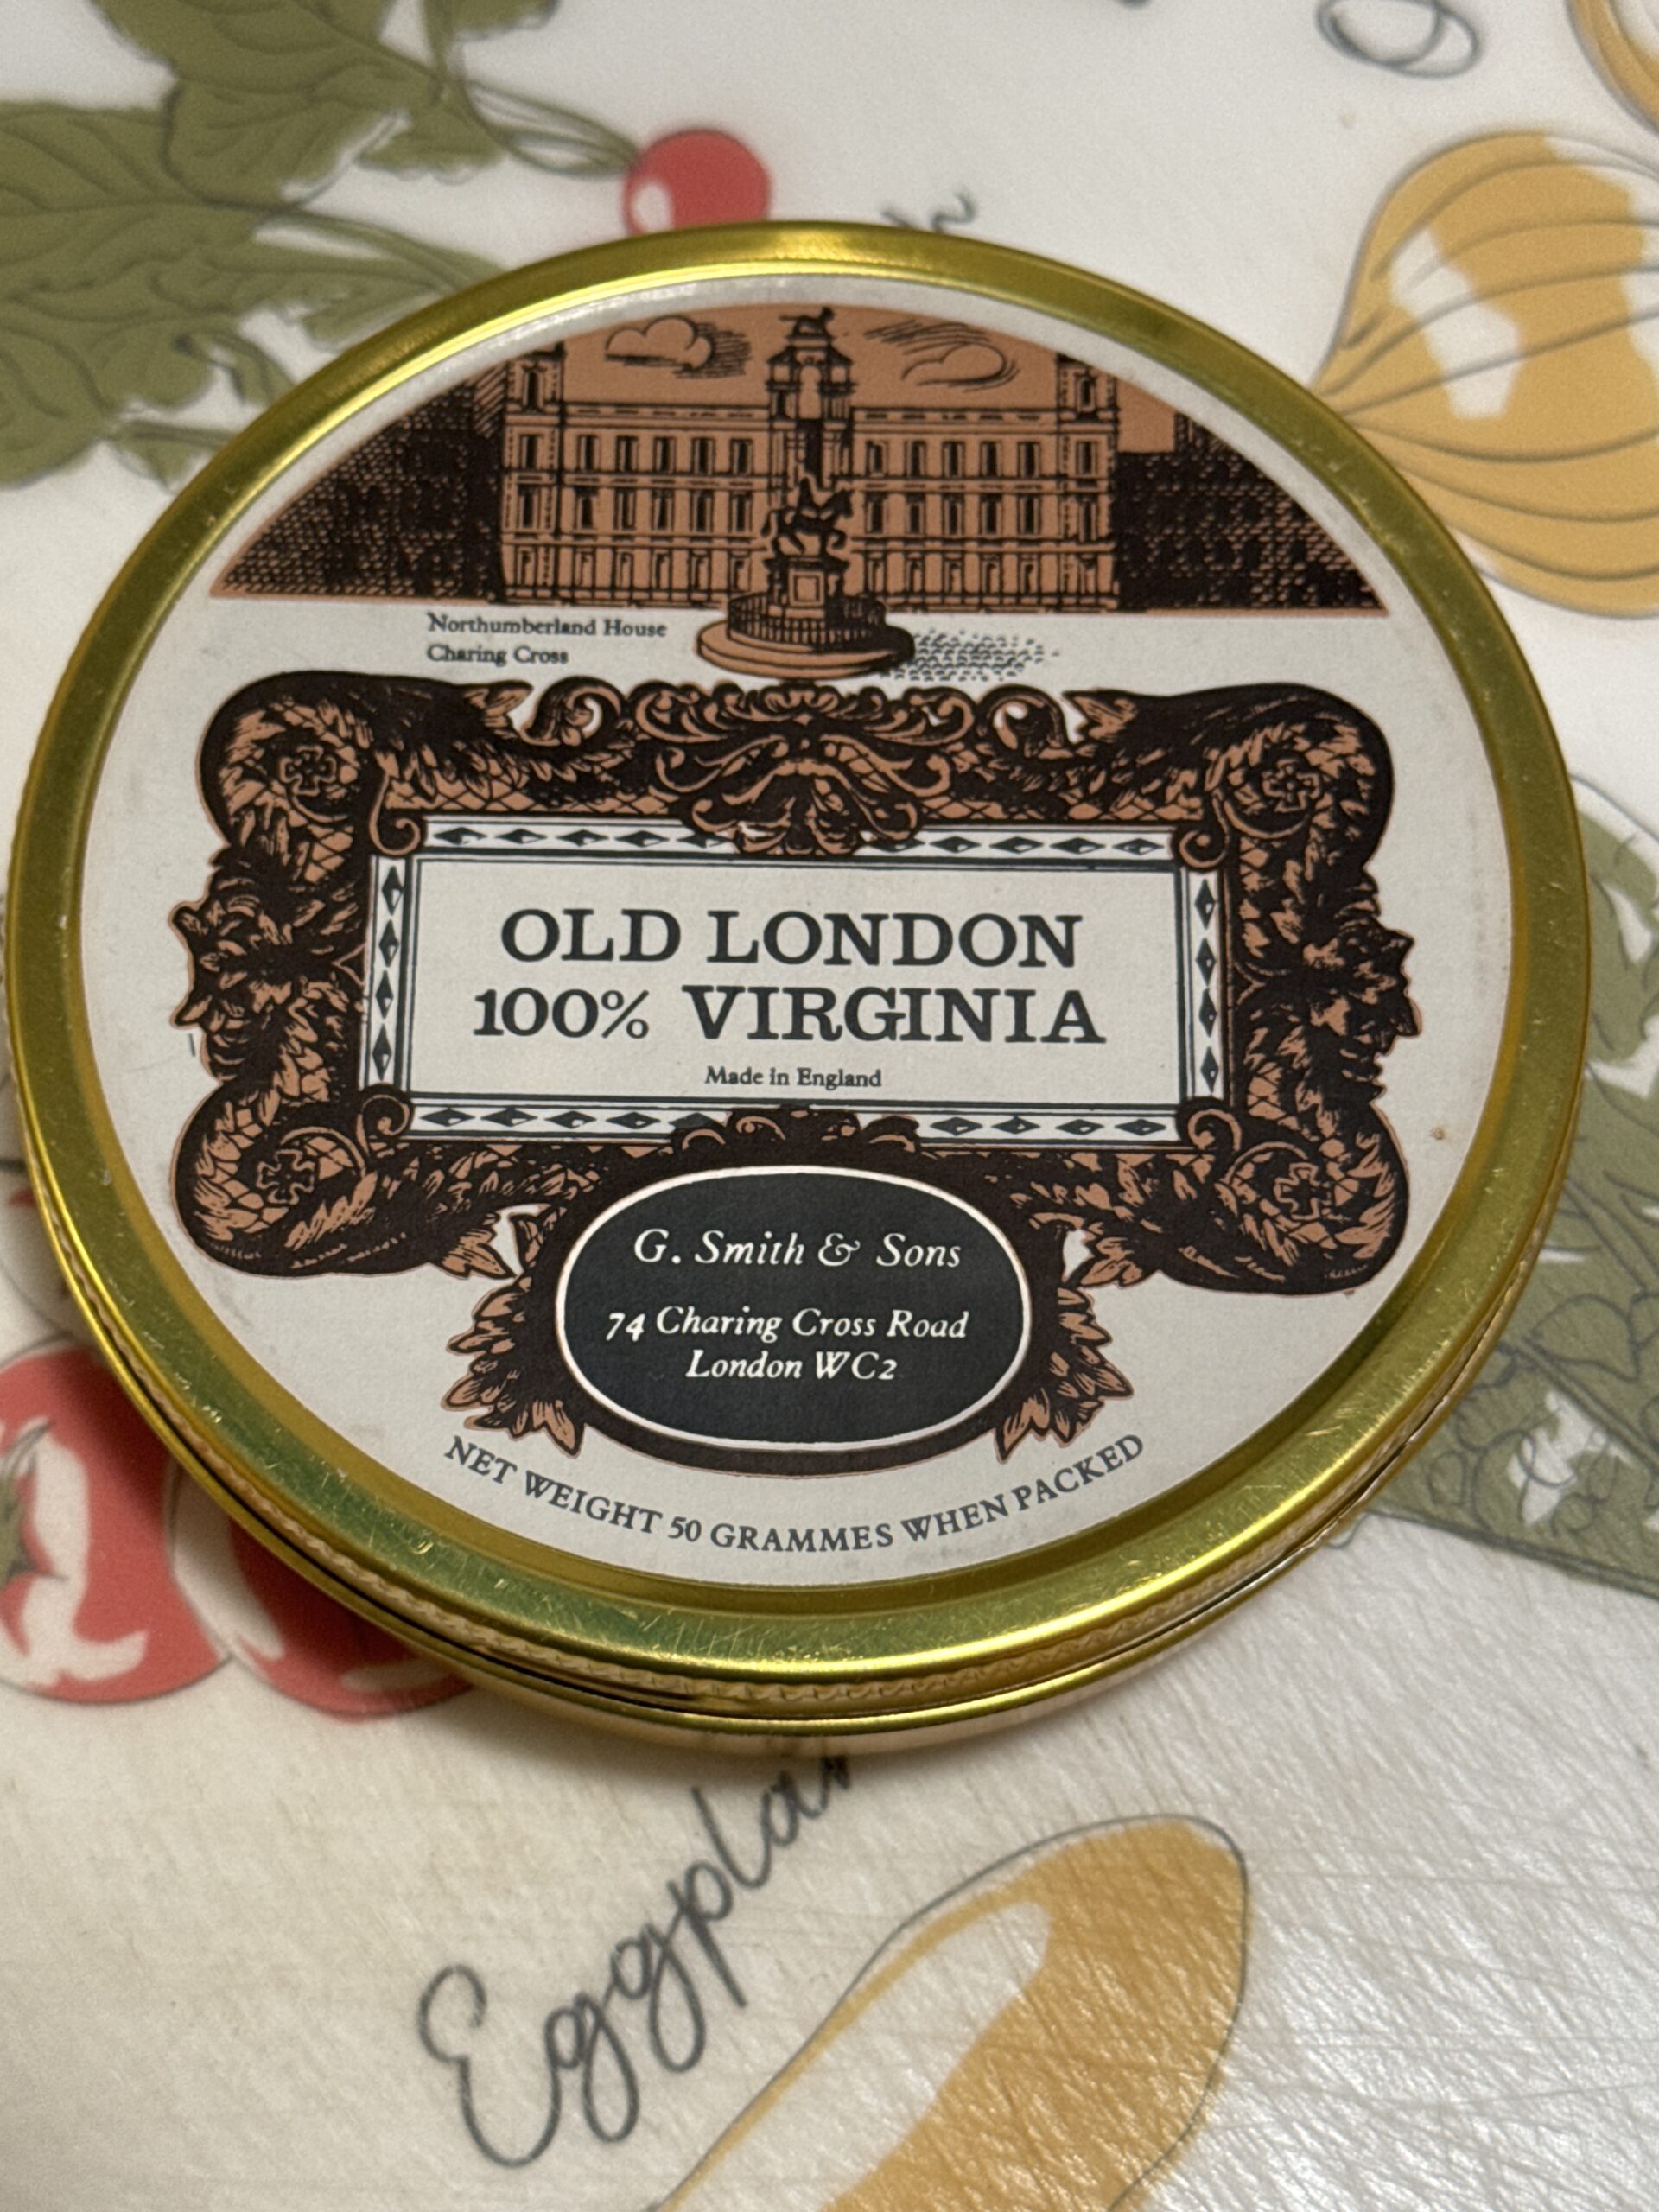 Northumberland House
Charing Cross
OLD LONDON
100% VIRGINIA
Made in England
G. Smith & Sons
74 Charing Cross Road
London WC2
NET WEIGHT 50 GRAMMES WHEN PACKED